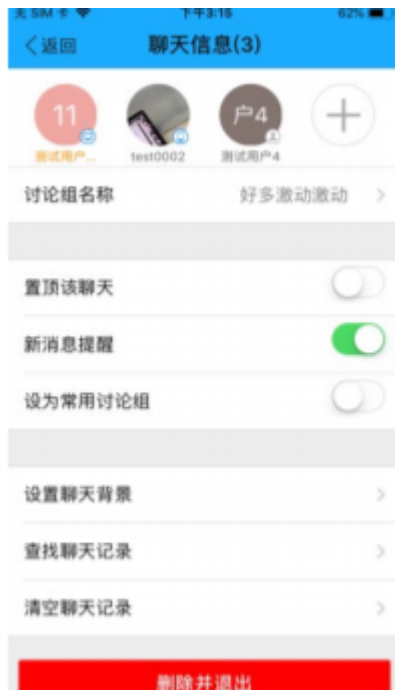 无 SIM 卡 下午3:15 62%
返回 聊天信息(3)
11 户4
测试用户... test0002 测试用户4
讨论组名称 好多激动激动
置顶该聊天
新消息提醒
设为常用讨论组
设置聊天背景
查找聊天记录
清空聊天记录
删除并退出